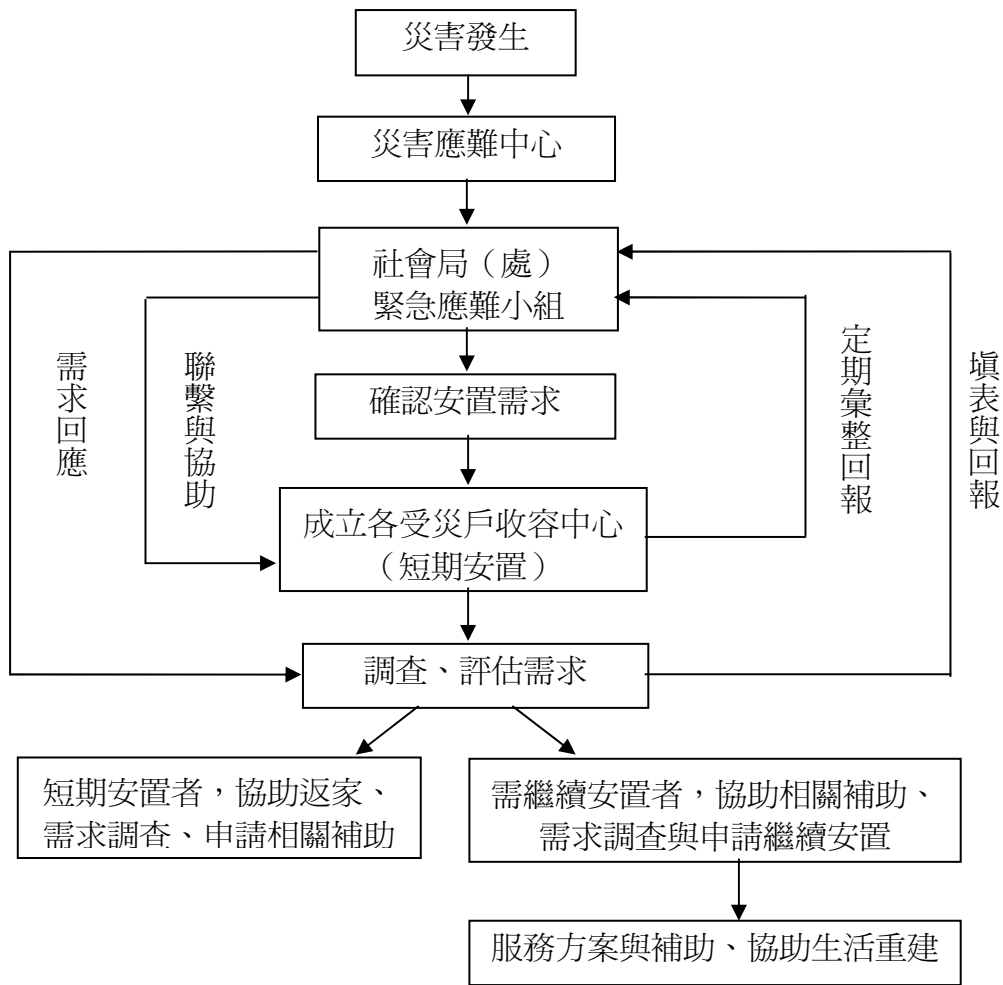 災害發生
災害應難中心
社會局（處）
緊急應難小組
需求回應
聯繫與協助
定期彙整回報
填表與回報
確認安置需求
成立各受災戶收容中心
（短期安置）
調查、評估需求
短期安置者，協助返家、
需求調查、申請相關補助
需繼續安置者，協助相關補助、
需求調查與申請繼續安置
服務方案與補助、協助生活重建